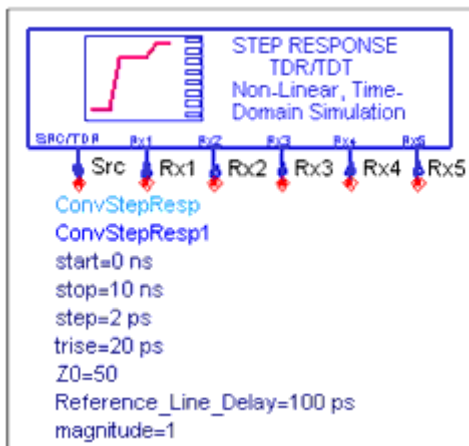 STEP RESPONSE
TDR/TDT
Non-Linear, Time-
Domain Simulation
SRC/TDR Rx1 Rx2 Rx3 Rx4 Rx5
Src Rx1 Rx2 Rx3 Rx4 Rx5
ConvStepResp
ConvStepResp1
start=0 ns
stop=10 ns
step=2 ps
trise=20 ps
Z0=50
Reference_Line_Delay=100 ps
magnitude=1